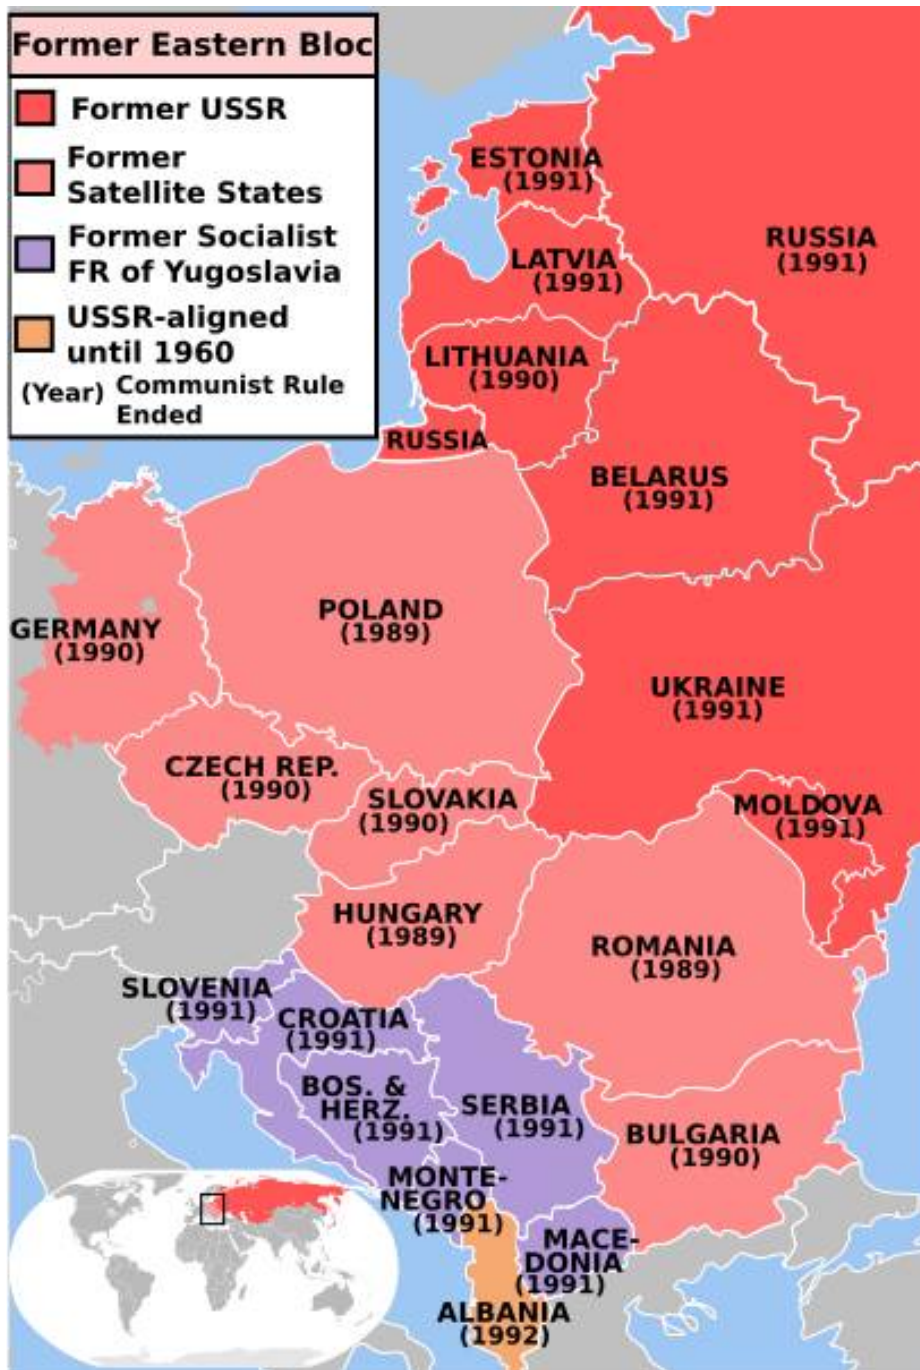 Former Eastern Bloc
Former USSR
Former
Satellite States
Former Socialist
FR of Yugoslavia
USSR-aligned
until 1960
(Year) Communist Rule
Ended
ESTONIA
(1991)
RUSSIA
(1991)
LATVIA
(1991)
LITHUANIA
(1990)
RUSSIA
BELARUS
(1991)
POLAND
(1989)
GERMANY
(1990)
UKRAINE
(1991)
CZECH REP.
(1990)
SLOVAKIA
(1990)
MOLDOVA
(1991)
HUNGARY
(1989)
ROMANIA
(1989)
SLOVENIA
(1991)
CROATIA
(1991)
BOS. &
HERZ.
(1991)
SERBIA
(1991)
BULGARIA
(1990)
MONTE-
NEGRO
(1991)
MACE-
DONIA
(1991)
ALBANIA
(1992)